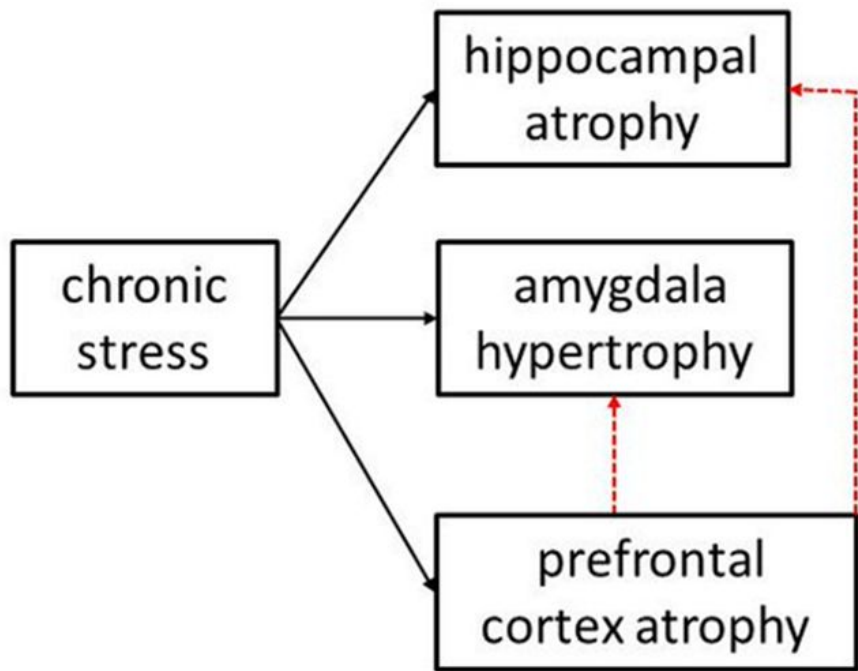 hippocampal
atrophy
chronic
stress
amygdala
hypertrophy
prefrontal
cortex atrophy